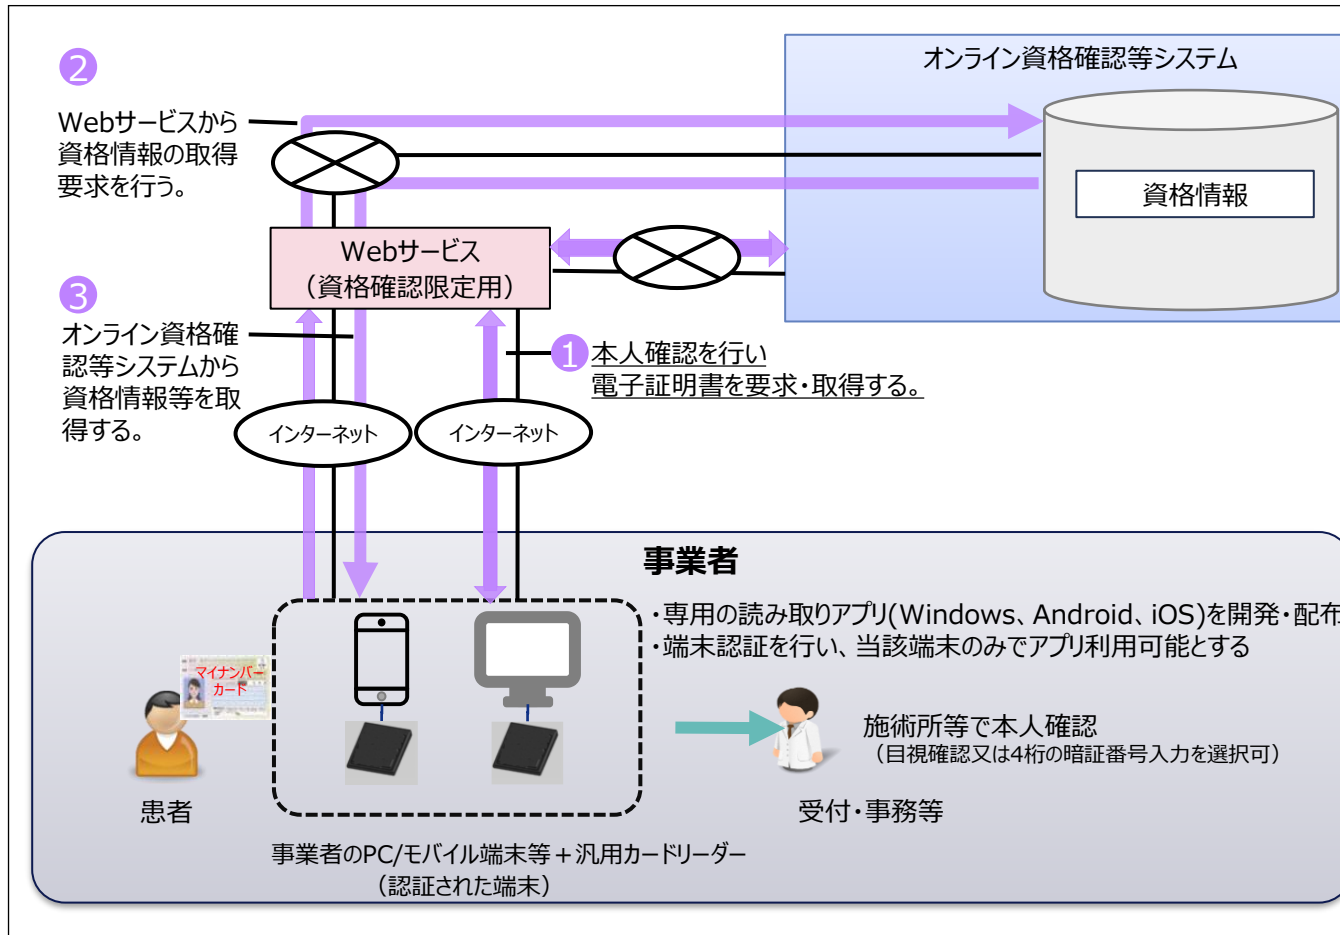 オンライン資格確認等システム
資格情報
❷
Webサービスから
資格情報の取得
要求を行う。
Webサービス
（資格確認限定用）
❸
オンライン資格確
認等システムから
資格情報等を取
得する。
❶
本人確認を行い
電子証明書を要求・取得する。
インターネット
インターネット
事業者
・専用の読み取りアプリ(Windows、Android、iOS)を開発・配布
・端末認証を行い、当該端末のみでアプリ利用可能とする
マイナンバー
カード
患者
施術所等で本人確認
（目視確認又は4桁の暗証番号入力を選択可）
受付・事務等
事業者のPC/モバイル端末等＋汎用カードリーダー
（認証された端末）